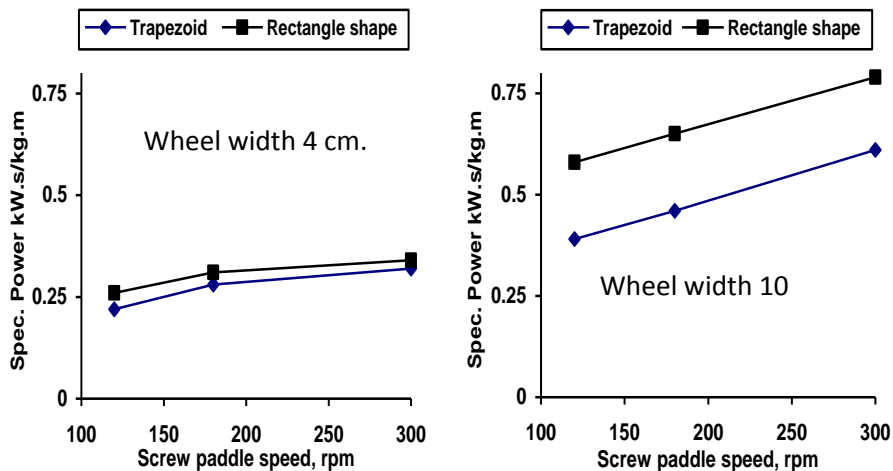 Trapezoid Rectangle shape
Spec. Power kW.s/kg.m
0.75
0.5
0.25
0
Wheel width 4 cm.
100 150 200 250 300
Screw paddle speed, rpm
Trapezoid Rectangle shape
Spec. Power kW.s/kg.m
0.75
0.5
0.25
0
Wheel width 10
100 150 200 250 300
Screw paddle speed, rpm